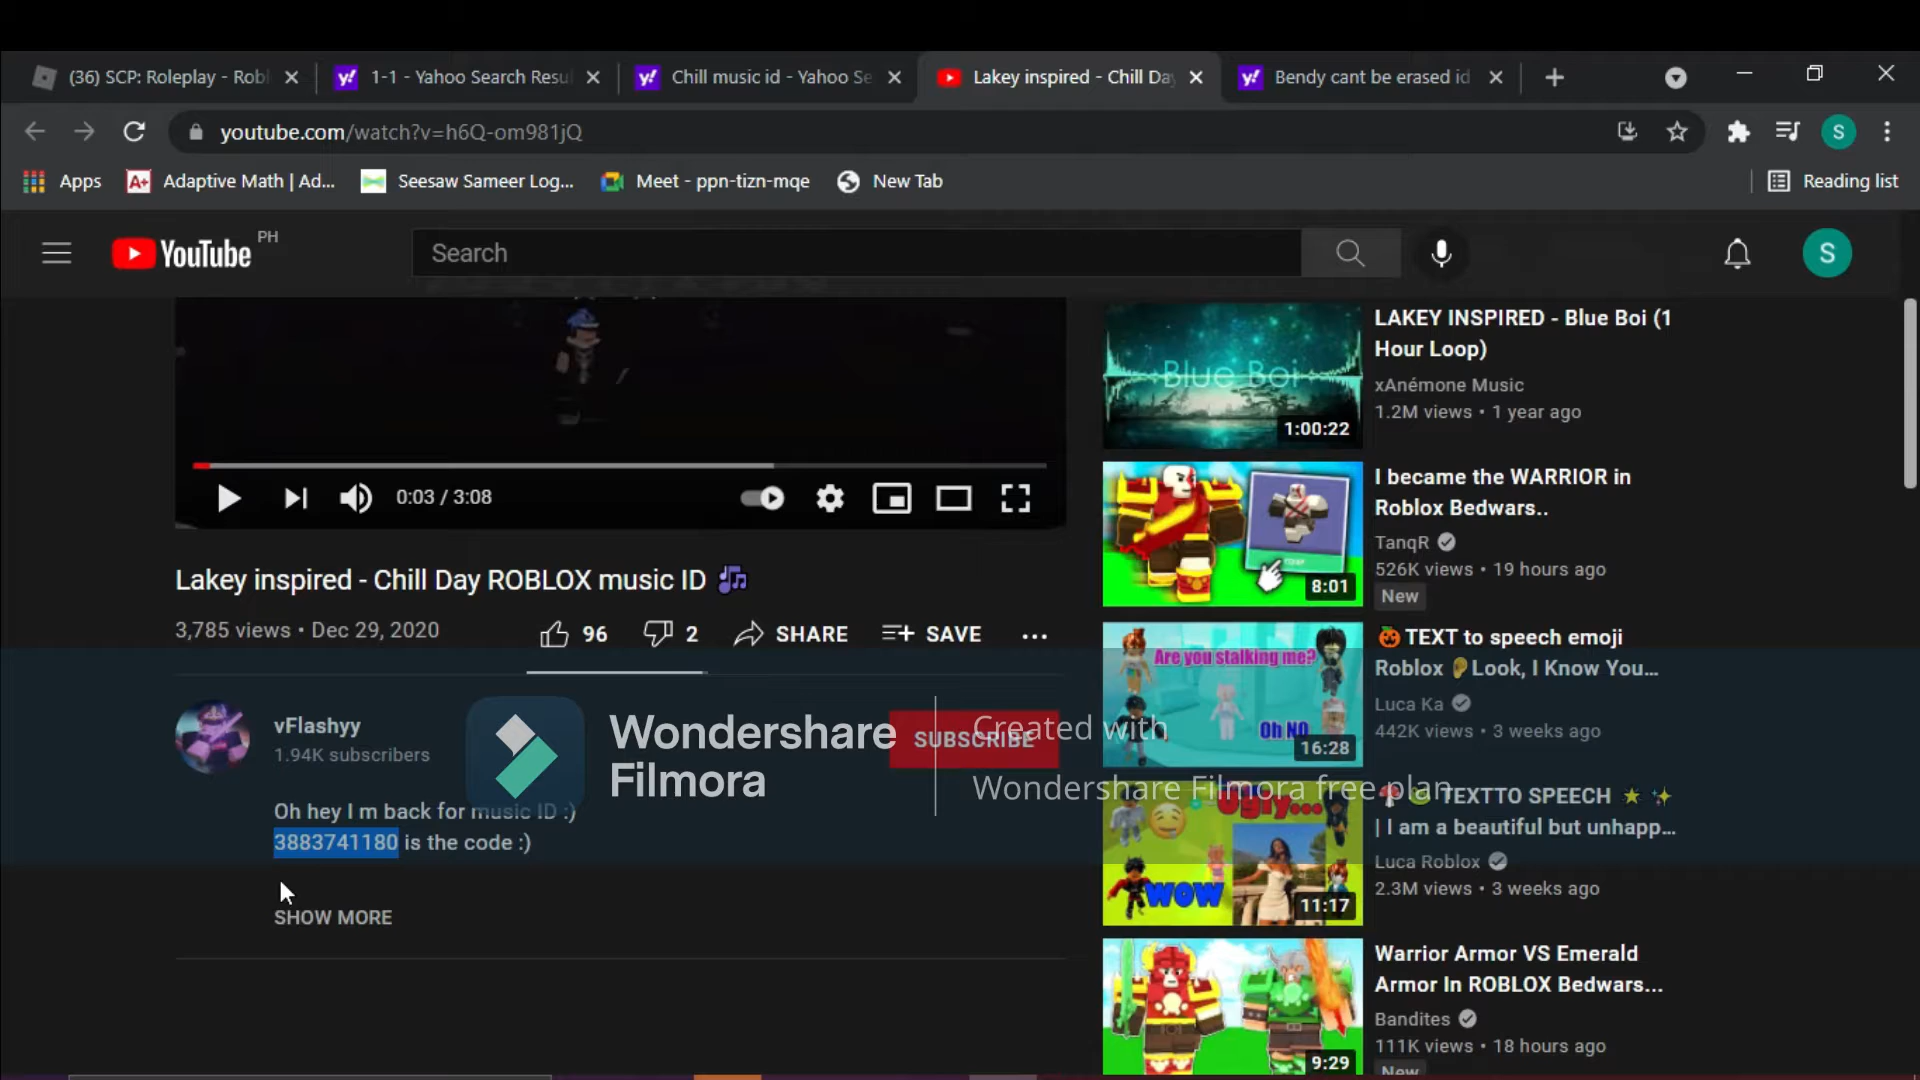 (36) SCP: Roleplay - Rob
1-1 - Yahoo Search Resu
Chill music id - Yahoo Se
Lakey inspired - Chill Da
Bendy cant be erased id
youtube.com/watch?v=h6Q-om981jQ
S
Apps
Adaptive Math | Ad...
Seesaw Sameer Log...
Meet - ppn-tizn-mqe
New Tab
Reading list
YouTube PH
Search
S
0:03 / 3:08
Lakey inspired - Chill Day ROBLOX music ID
3,785 views • Dec 29, 2020
96
2
SHARE
SAVE
vFlashyy
1.94K subscribers
SUBSCRIBE
Wondershare
Filmora
Created with
Wondershare Filmora free plan
Oh hey I m back for music ID :)
3883741180 is the code :)
SHOW MORE
Blue Boi
1:00:22
LAKEY INSPIRED - Blue Boi (1
Hour Loop)
xAnémone Music
1.2M views • 1 year ago
8:01
I became the WARRIOR in
Roblox Bedwars..
TanqR
526K views • 19 hours ago
New
Are you stalking me?
Oh NO
16:28
🎃 TEXT to speech emoji
Roblox 👂Look, I Know You...
Luca Ka
442K views • 3 weeks ago
Ugly...
WOW
11:17
TEXTTO SPEECH ★ ✨
| I am a beautiful but unhapp...
Luca Roblox
2.3M views • 3 weeks ago
9:29
Warrior Armor VS Emerald
Armor In ROBLOX Bedwars...
Bandites
111K views • 18 hours ago
New